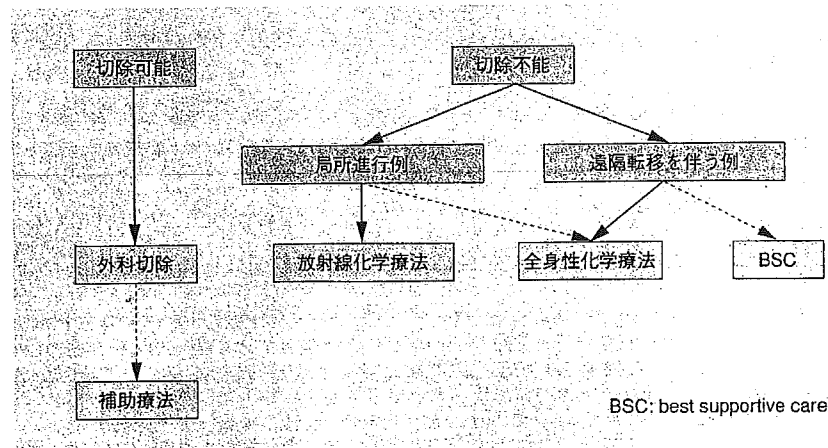 切除可能
切除不能
局所進行例
遠隔転移を伴う例
外科切除
放射線化学療法
全身性化学療法
BSC
補助療法
BSC: best supportive care